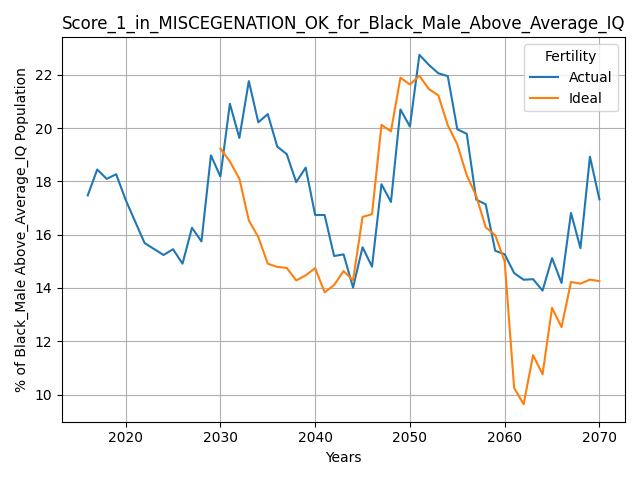 Score_1_in_MISCEGENATION_OK_for_Black_Male_Above_Average_IQ
Fertility
Actual
Ideal
% of Black_Male Above_Average_IQ Population
22
20
18
16
14
12
10
2020 2030 2040 2050 2060 2070
Years